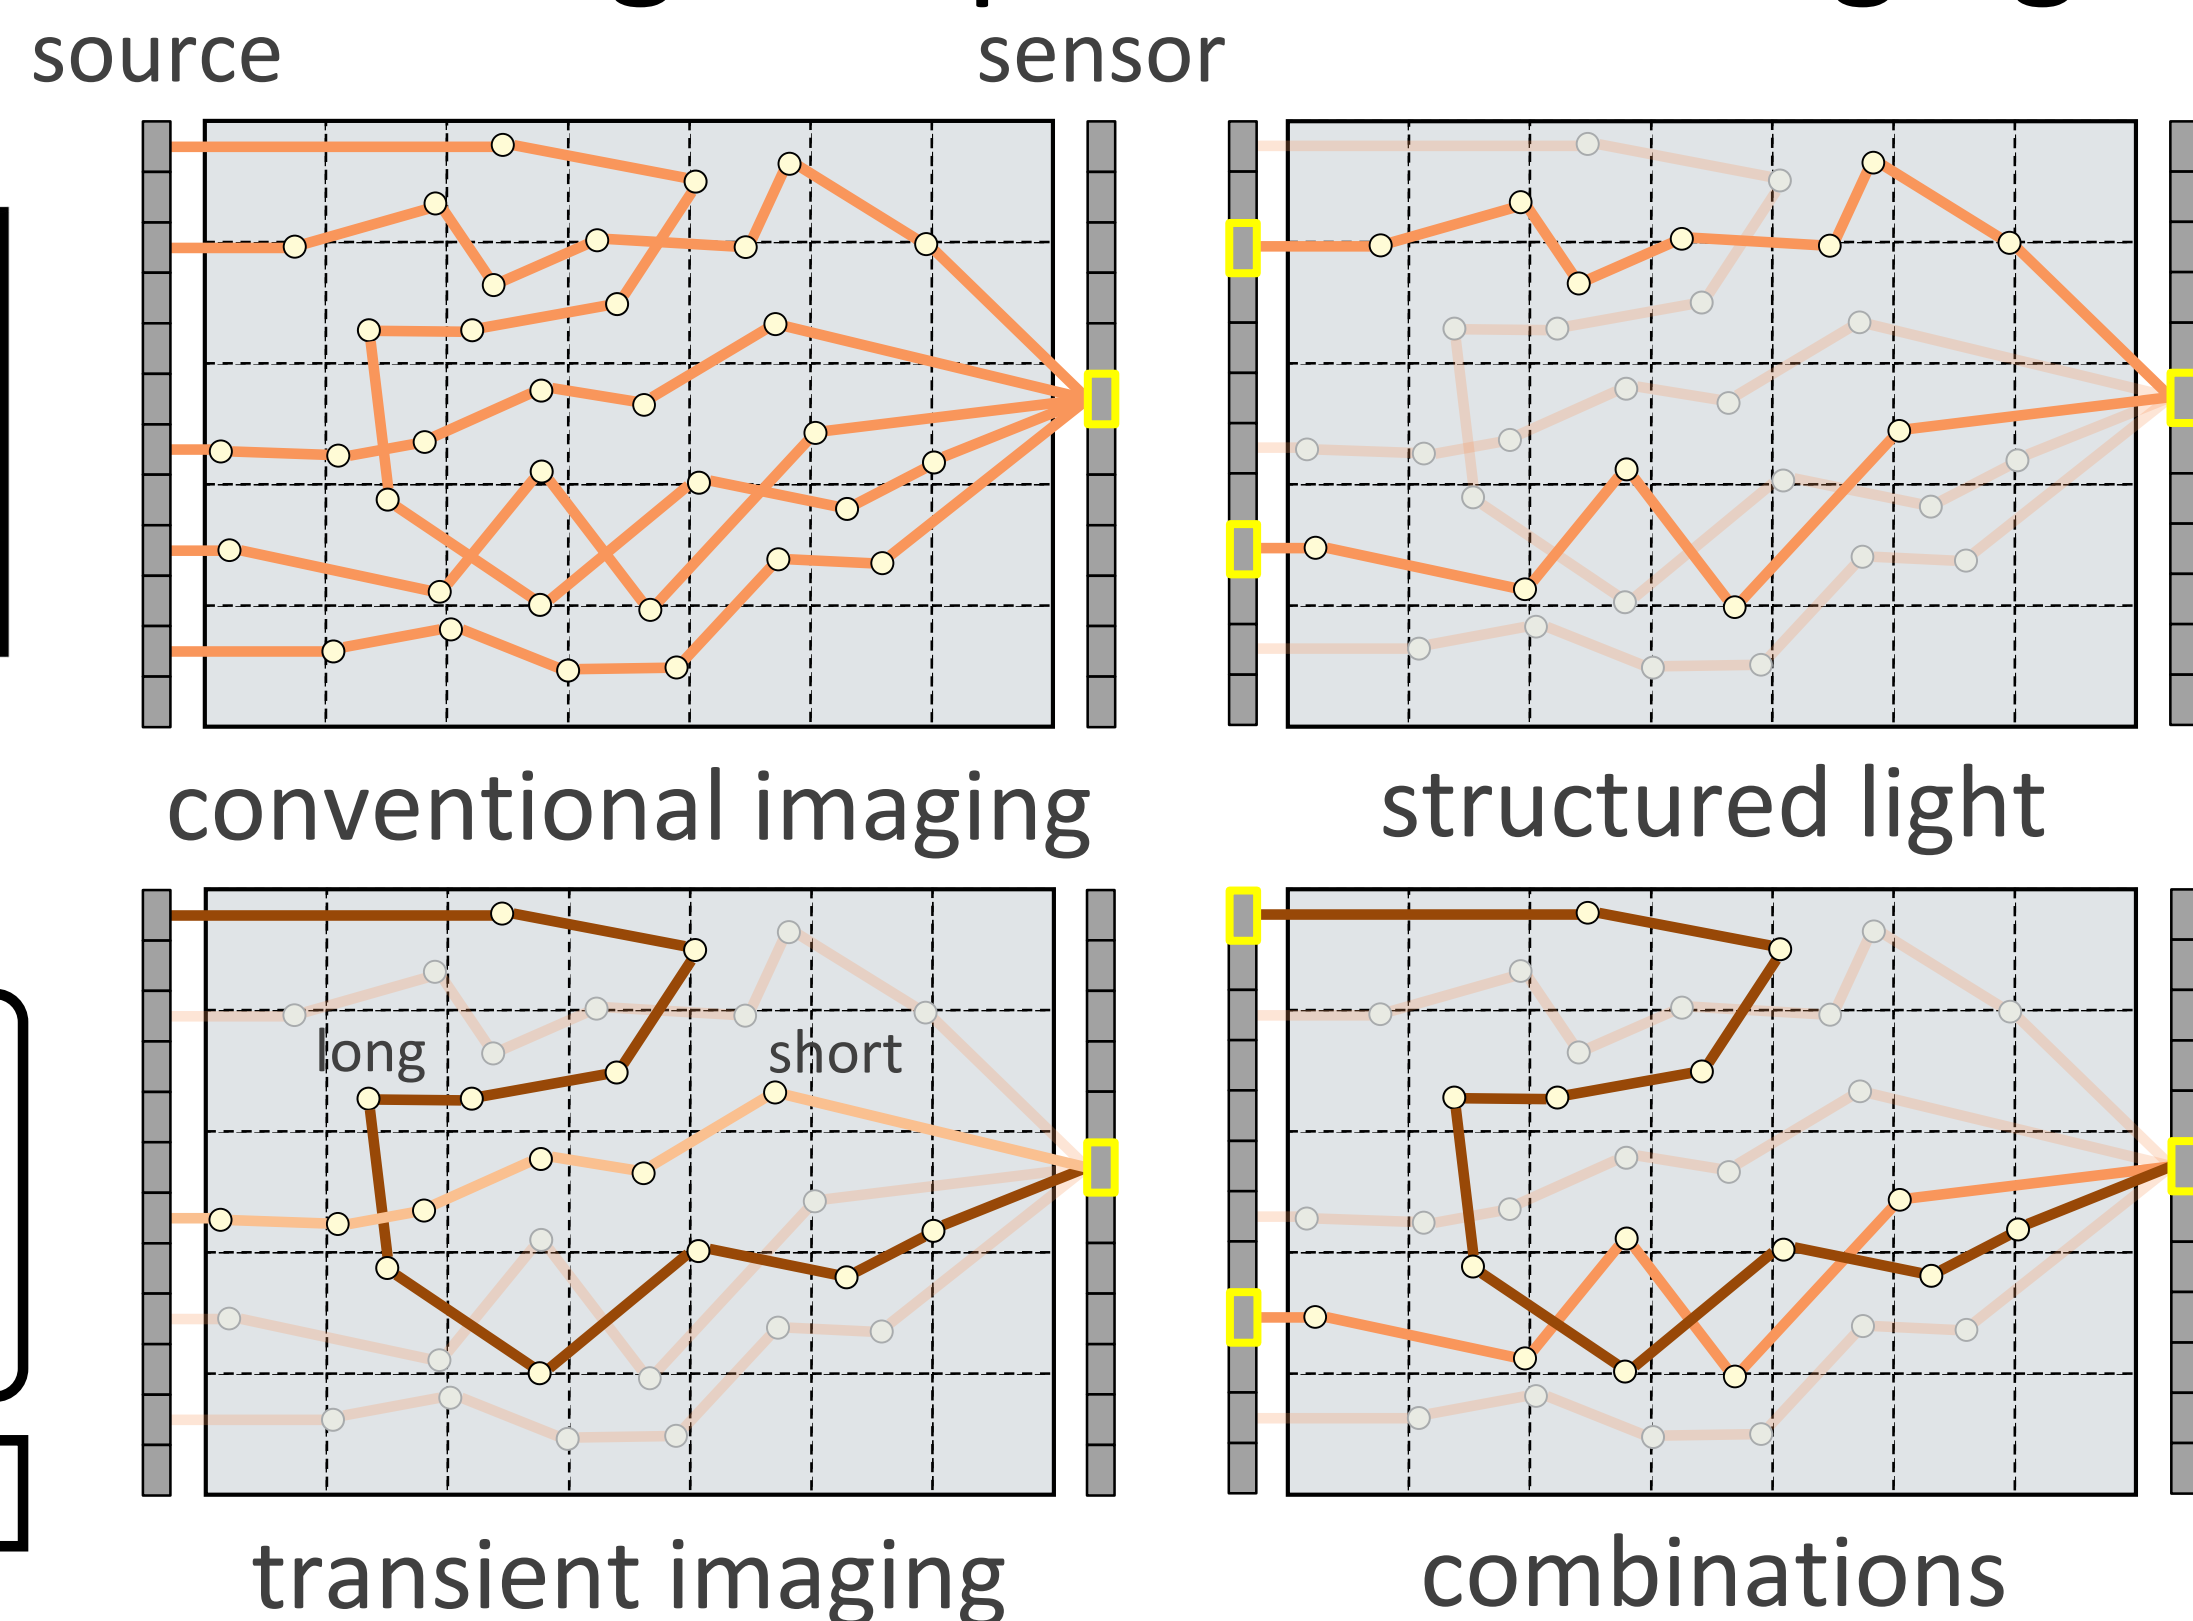 source
sensor
conventional imaging
structured light
long
short
transient imaging
combinations